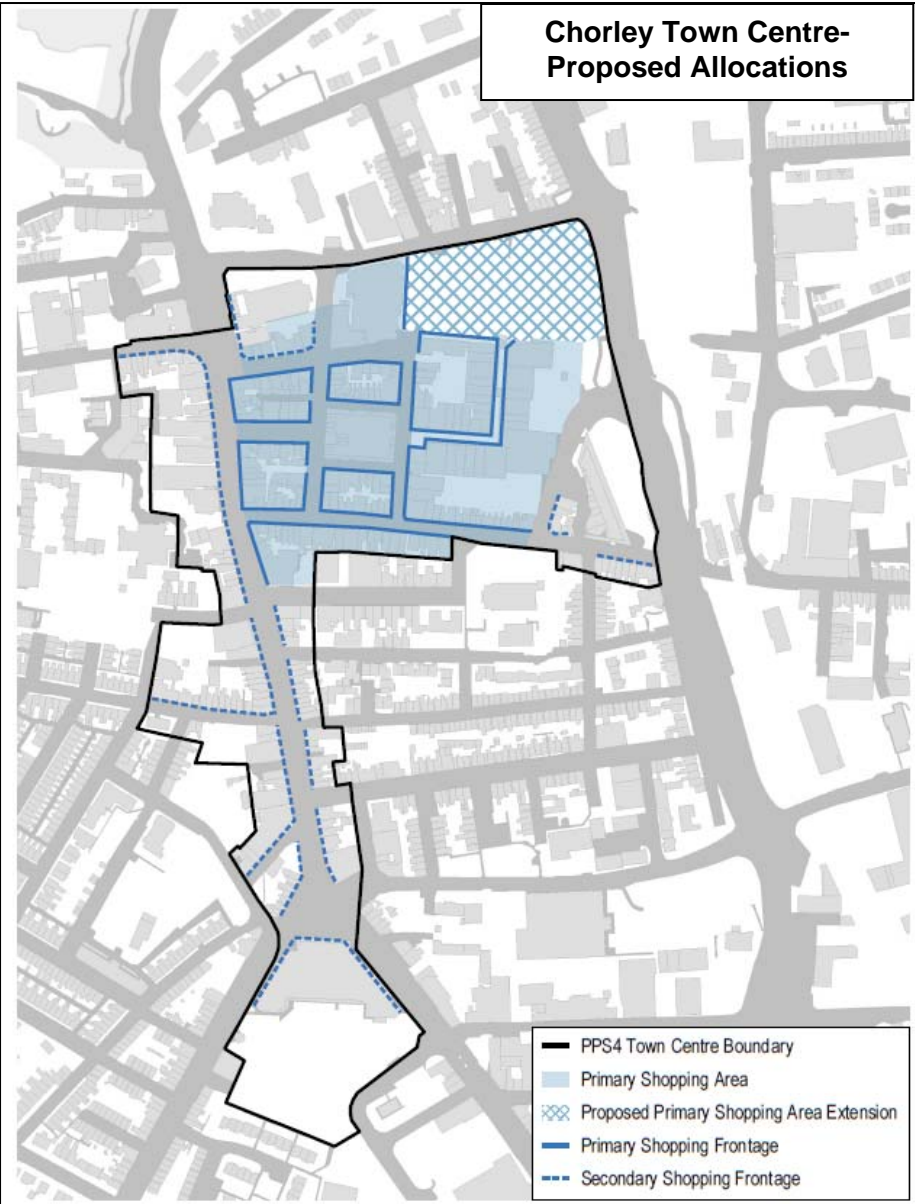 Chorley Town Centre-
Proposed Allocations
PPS4 Town Centre Boundary
Primary Shopping Area
Proposed Primary Shopping Area Extension
Primary Shopping Frontage
Secondary Shopping Frontage